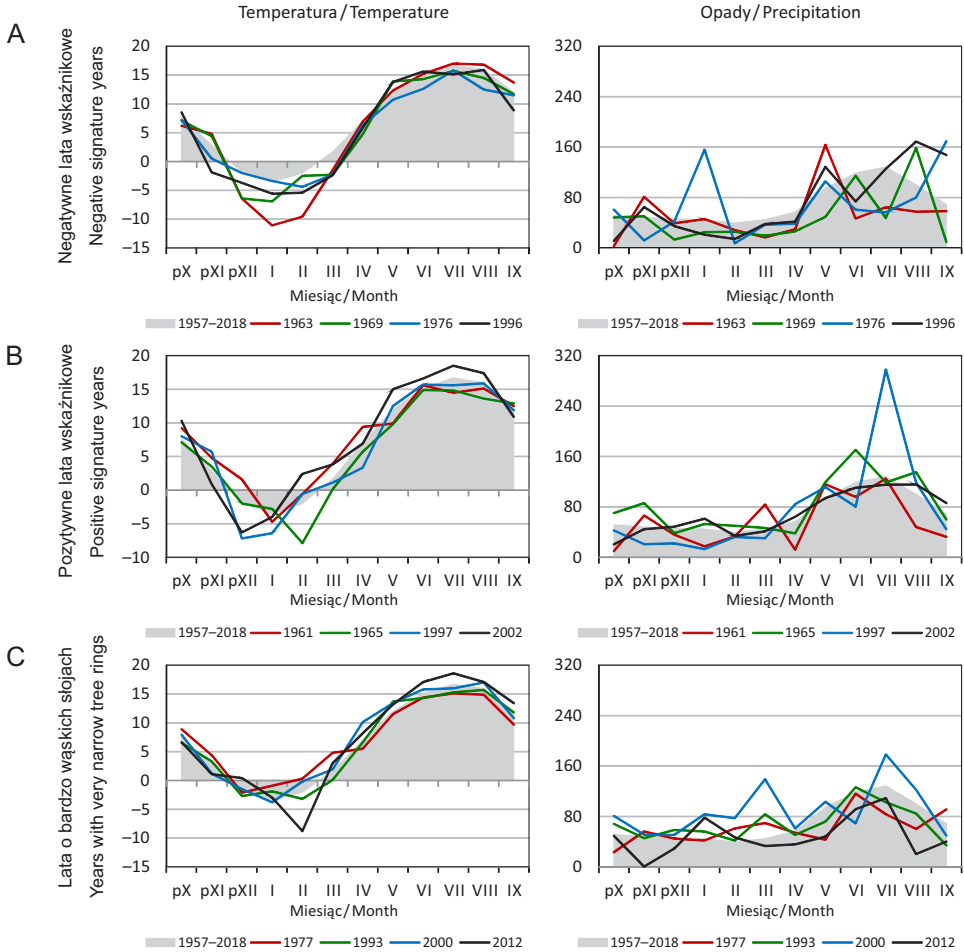 Temperatura/Temperature
Opady/Precipitation
A
Negatywne lata wskaźnikowe
Negative signature years
20
15
10
5
0
−5
−10
−15
pX pXI pXII I II III IV V VI VII VIII IX
Miesiąc/Month
320
240
160
80
0
pX pXI pXII I II III IV V VI VII VIII IX
Miesiąc/Month
1957–2018 1963 1969 1976 1996
1957–2018 1963 1969 1976 1996
B
Pozytywne lata wskaźnikowe
Positive signature years
20
15
10
5
0
−5
−10
pX pXI pXII I II III IV V VI VII VIII IX
Miesiąc/Month
320
240
160
80
0
pX pXI pXII I II III IV V VI VII VIII IX
Miesiąc/Month
1957–2018 1961 1965 1997 2002
1957–2018 1961 1965 1997 2002
C
Lata o bardzo wąskich słojach
Years with very narrow tree rings
20
15
10
5
0
−5
−10
−15
pX pXI pXII I II III IV V VI VII VIII IX
Miesiąc/Month
320
240
160
80
0
pX pXI pXII I II III IV V VI VII VIII IX
Miesiąc/Month
1957–2018 1977 1993 2000 2012
1957–2018 1977 1993 2000 2012